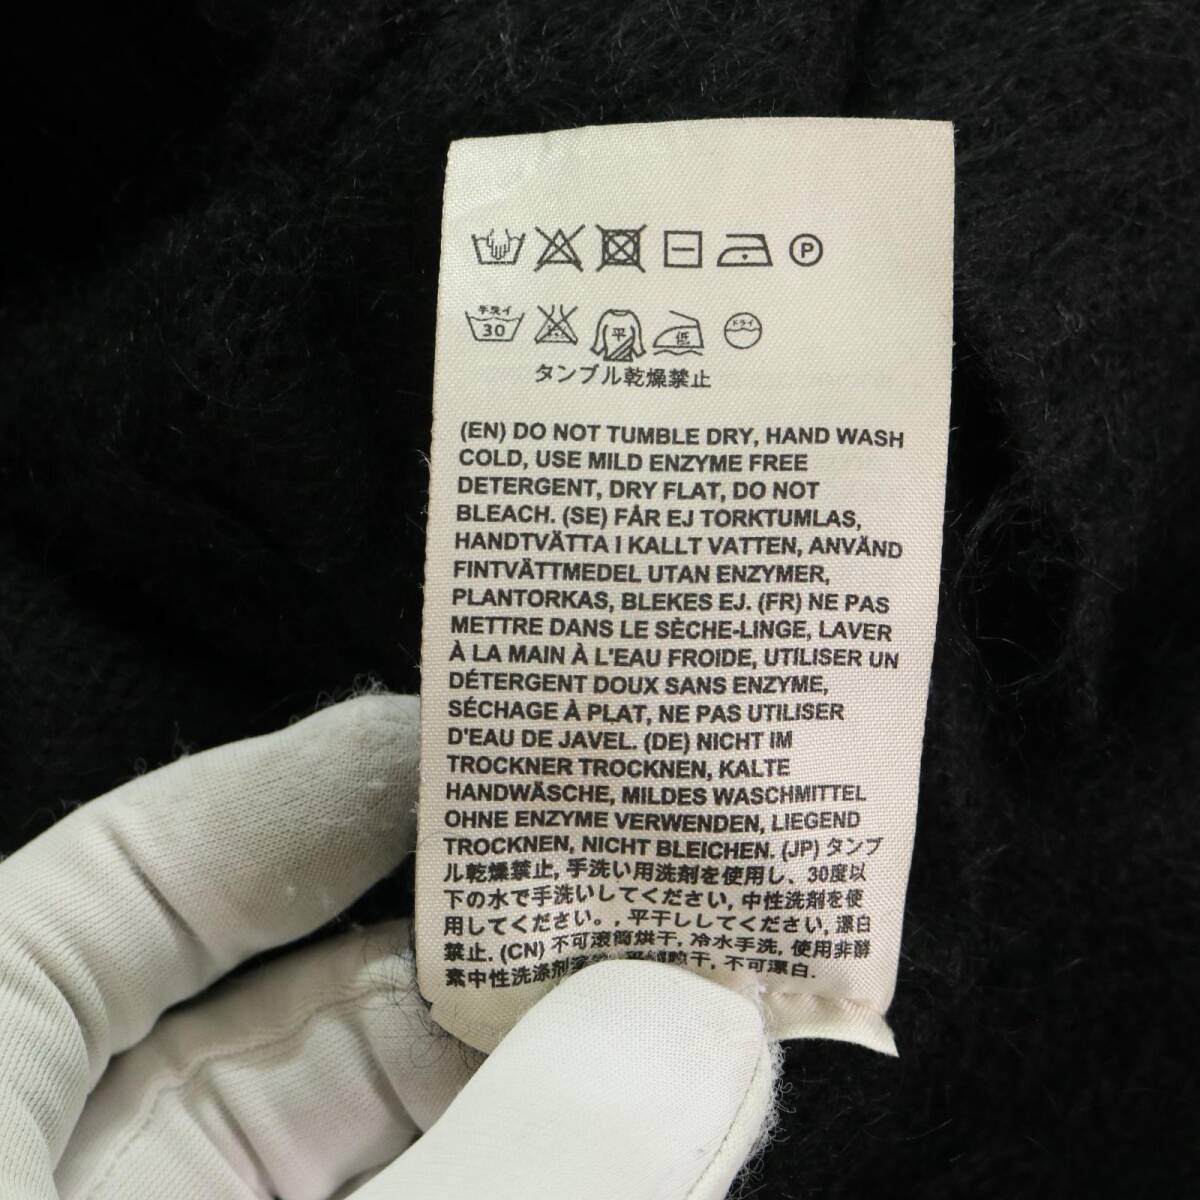 P
手洗イ
30
平
低
ドライ
タンブル乾燥禁止
(EN) DO NOT TUMBLE DRY, HAND WASH
COLD, USE MILD ENZYME FREE
DETERGENT, DRY FLAT, DO NOT
BLEACH. (SE) FÅR EJ TORKTUMLAS,
HANDTVÄTTA I KALLT VATTEN, ANVÄND
FINTVÄTTMEDEL UTAN ENZYMER,
PLANTORKAS, BLEKES EJ. (FR) NE PAS
METTRE DANS LE SÈCHE-LINGE, LAVER
À LA MAIN À L'EAU FROIDE, UTILISER UN
DÉTERGENT DOUX SANS ENZYME,
SÉCHAGE À PLAT, NE PAS UTILISER
D'EAU DE JAVEL. (DE) NICHT IM
TROCKNER TROCKNEN, KALTE
HANDWÄSCHE, MILDES WASCHMITTEL
OHNE ENZYME VERWENDEN, LIEGEND
TROCKNEN, NICHT BLEICHEN. (JP) タンブ
ル乾燥禁止, 手洗い用洗剤を使用し、30度以
下の水で手洗いしてください, 中性洗剤を使
用してください。, 平干ししてください, 漂白
禁止. (CN) 不可滚筒烘干, 冷水手洗, 使用非酵
素中性洗涤剂 晾干, 不可漂白.